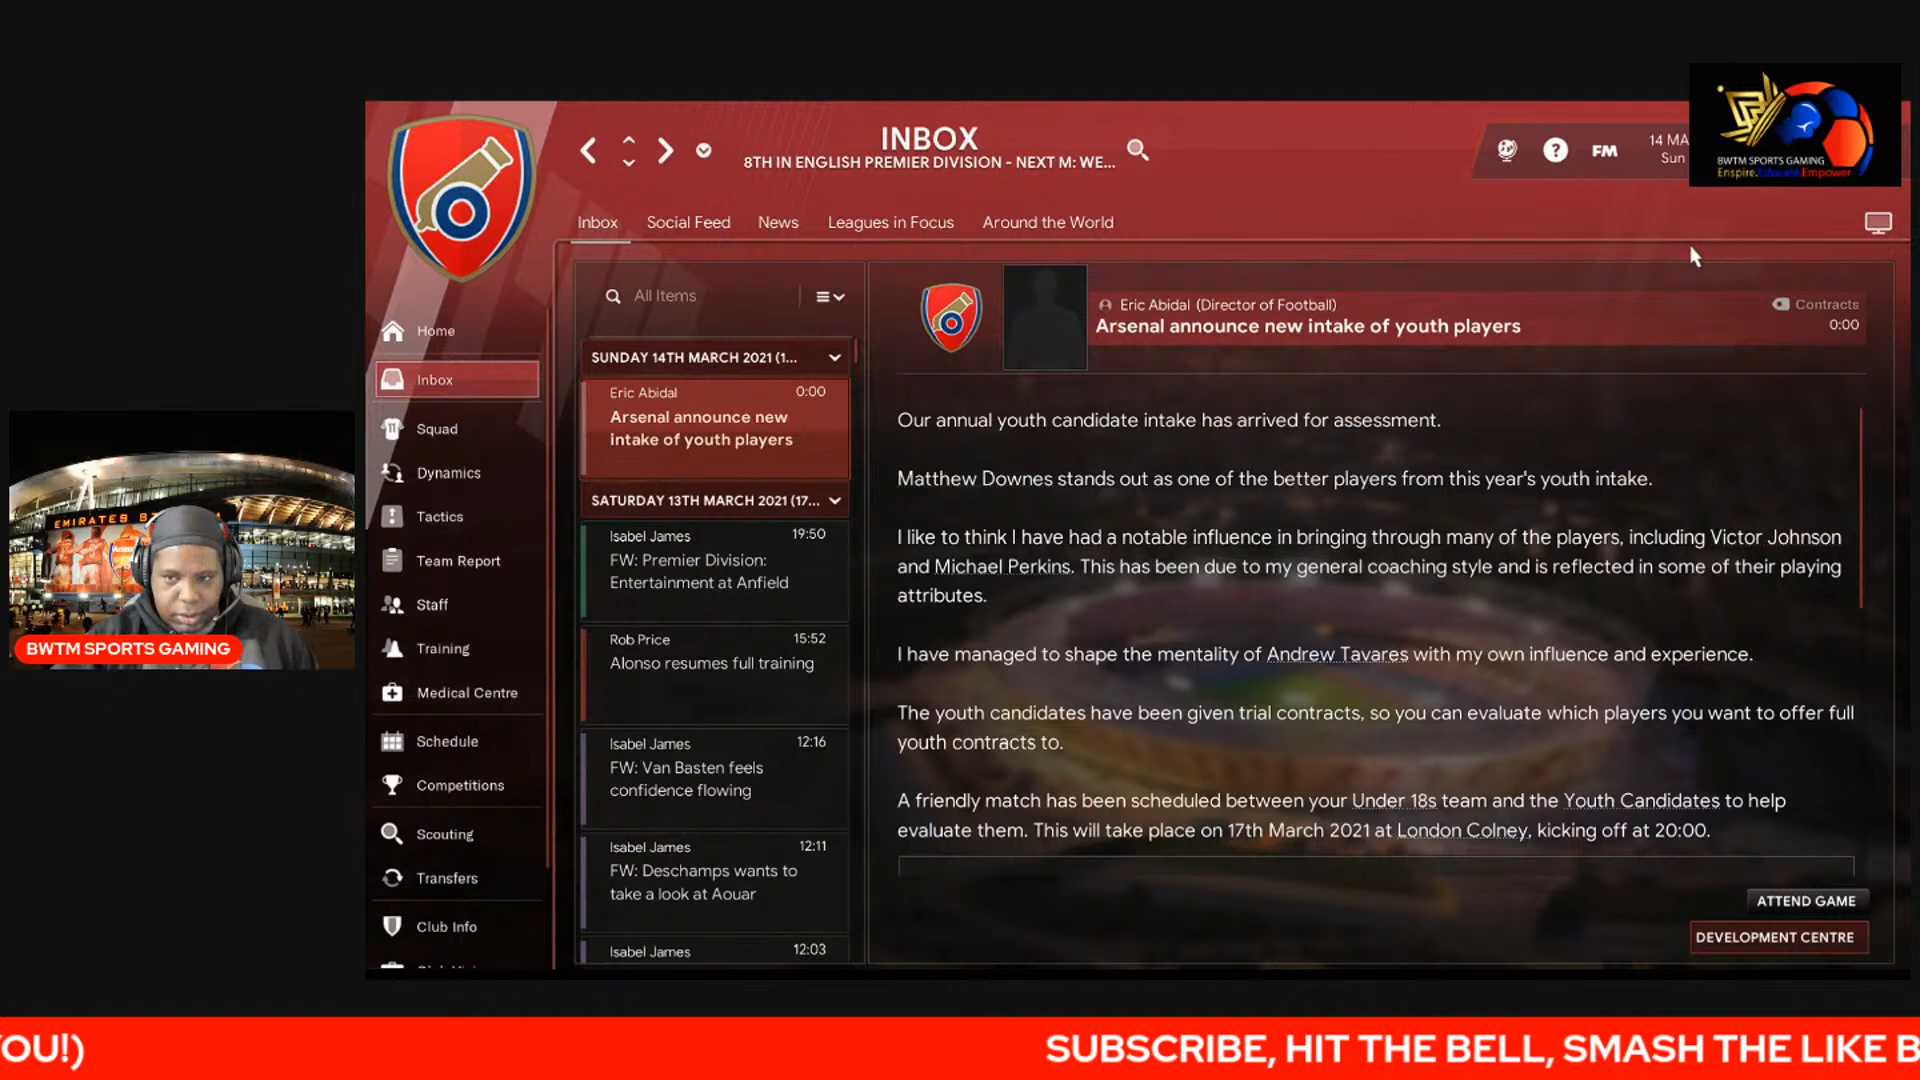 INBOX
8TH IN ENGLISH PREMIER DIVISION - NEXT M: WE...
FM
14 MA
Sun
BWTM SPORTS GAMING
Enspire.Educate.Empower
Inbox
Social Feed
News
Leagues in Focus
Around the World
Home
Inbox
Squad
Dynamics
Tactics
Team Report
Staff
Training
Medical Centre
Schedule
Competitions
Scouting
Transfers
Club Info
All Items
SUNDAY 14TH MARCH 2021 (1...
Eric Abidal 0:00
Arsenal announce new
intake of youth players
SATURDAY 13TH MARCH 2021 (17...
Isabel James 19:50
FW: Premier Division:
Entertainment at Anfield
Rob Price 15:52
Alonso resumes full training
Isabel James 12:16
FW: Van Basten feels
confidence flowing
Isabel James 12:11
FW: Deschamps wants to
take a look at Aouar
Isabel James 12:03
Eric Abidal (Director of Football)
Arsenal announce new intake of youth players
Contracts
0:00
Our annual youth candidate intake has arrived for assessment.
Matthew Downes stands out as one of the better players from this year's youth intake.
I like to think I have had a notable influence in bringing through many of the players, including Victor Johnson
and Michael Perkins. This has been due to my general coaching style and is reflected in some of their playing
attributes.
I have managed to shape the mentality of Andrew Tavares with my own influence and experience.
The youth candidates have been given trial contracts, so you can evaluate which players you want to offer full
youth contracts to.
A friendly match has been scheduled between your Under 18s team and the Youth Candidates to help
evaluate them. This will take place on 17th March 2021 at London Colney, kicking off at 20:00.
ATTEND GAME
DEVELOPMENT CENTRE
BWTM SPORTS GAMING
YOU!)
SUBSCRIBE, HIT THE BELL, SMASH THE LIKE B